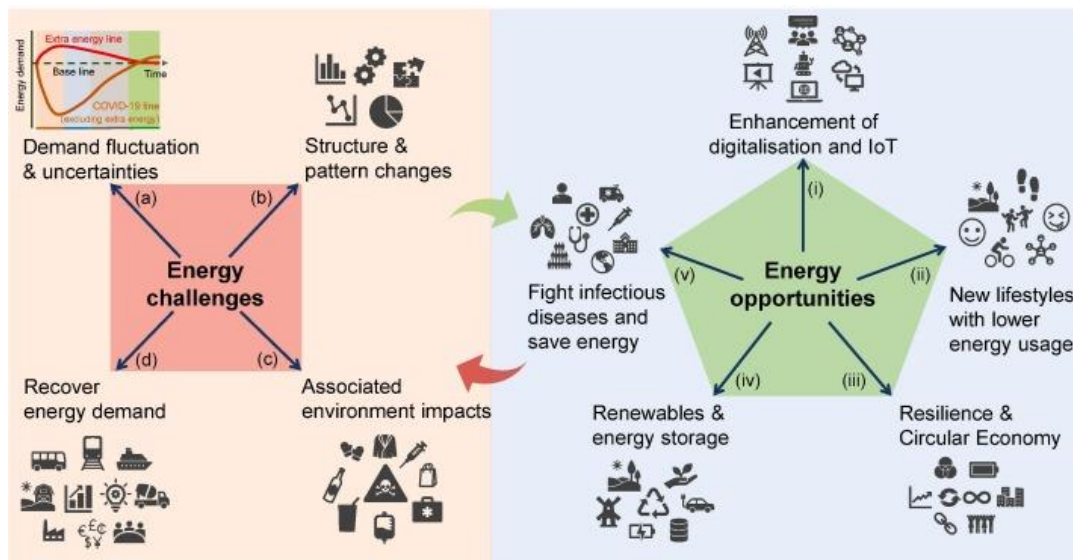 Energy demand
Extra energy line
Base line
Time
COVID-19 line
(excluding extra energy)
Demand fluctuation
& uncertainties
Structure &
pattern changes
(a)
(b)
Energy
challenges
(d)
(c)
Recover
energy demand
Associated
environment impacts
€£¢
$¥
Enhancement of
digitalisation and IoT
(i)
(v)
Energy
opportunities
(ii)
Fight infectious
diseases and
save energy
New lifestyles
with lower
energy usage
(iv)
(iii)
Renewables &
energy storage
Resilience &
Circular Economy